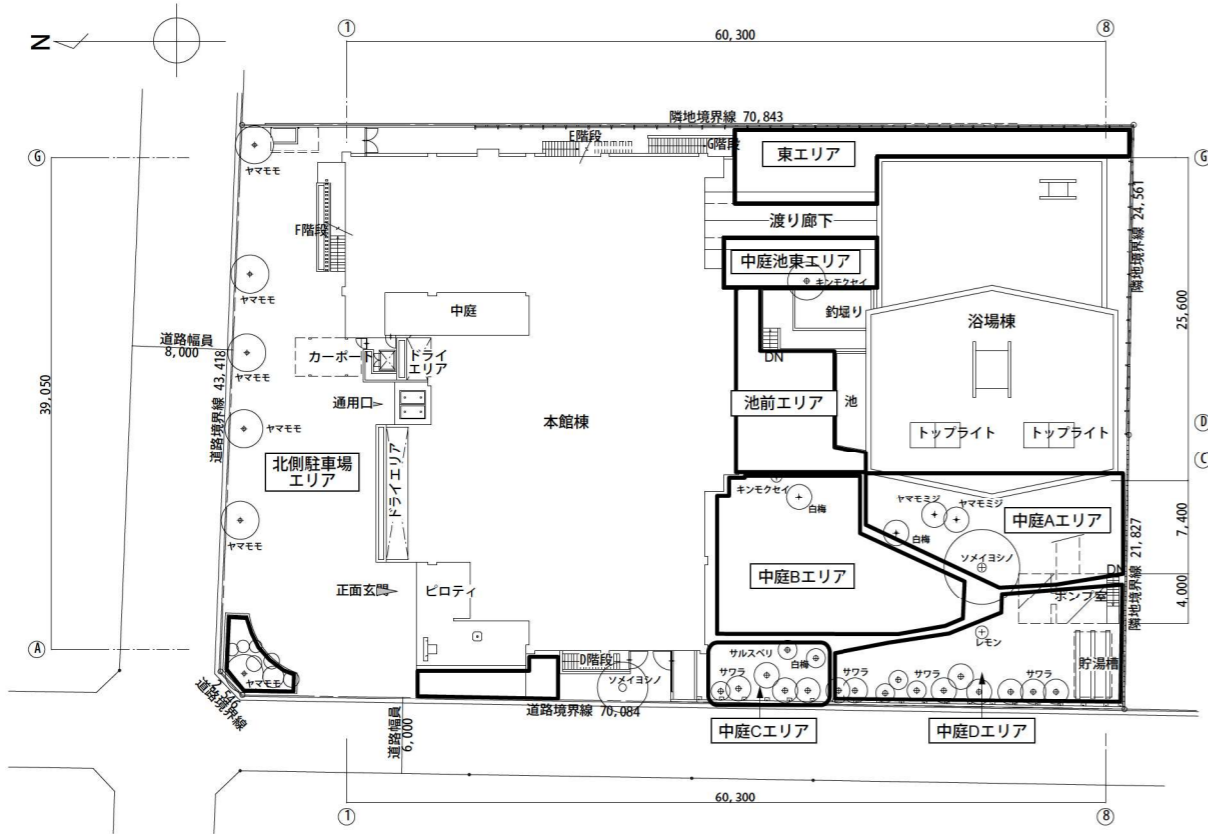 N
①
60,300
⑧
隣地境界線 70,843
E階段
G階段
東エリア
G
G
ヤマモモ
F階段
渡り廊下
隣地境界線 24,561
中庭池東エリア
キンモクセイ
ヤマモモ
中庭
釣堀り
浴場棟
25,600
道路幅員
8,000
カーポート
ドライ
エリア
DN
ヤマモモ
道路境界線 43,418
39,050
通用口
池前エリア
池
本館棟
トップライト
トップライト
D
ヤマモモ
C
北側駐車場
エリア
ドライエリア
キンモクセイ
白梅
ヤマモミジ
ヤマモミジ
中庭Aエリア
白梅
7,400
ヤマモモ
ソメイヨシノ
中庭Bエリア
DN
隣地境界線 21,827
正面玄関
ピロティ
ポンプ室
4,000
レモン
A
サルスベリ
D階段
白梅
貯湯槽
ヤマモモ
ソメイヨシノ
サワラ
サワラ
サワラ
サワラ
サワラ
2,546
道路境界線
道路境界線 70,084
道路幅員
6,000
中庭Cエリア
中庭Dエリア
60,300
①
⑧